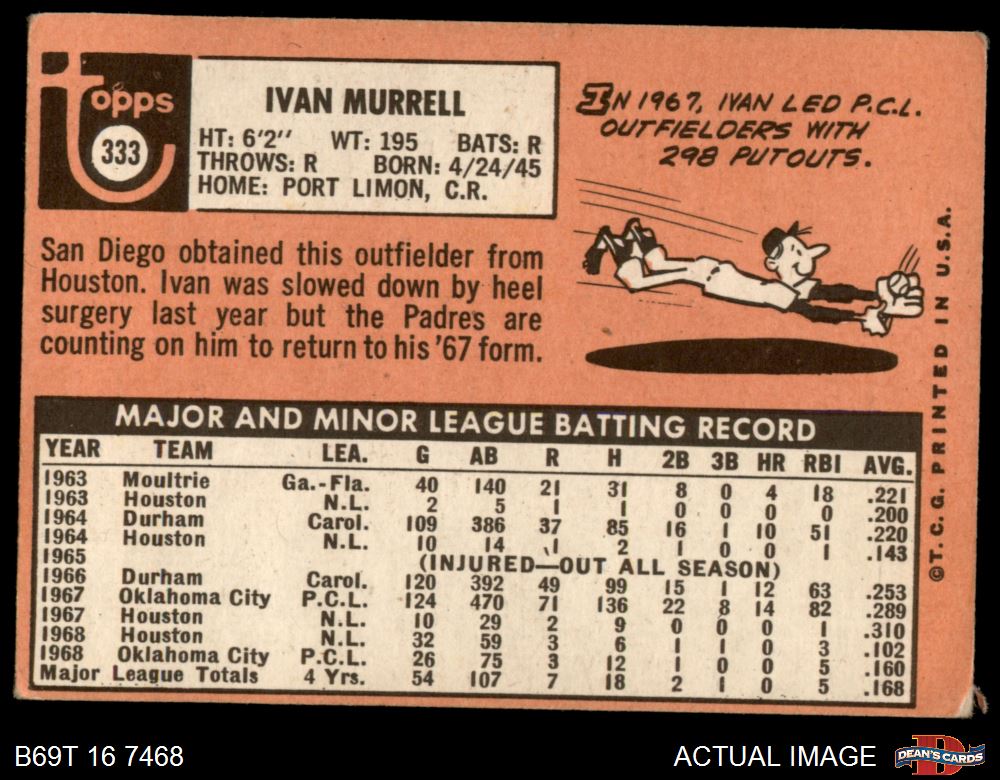 topps
333
IVAN MURRELL
HT: 6'2" WT: 195 BATS: R
THROWS: R BORN: 4/24/45
HOME: PORT LIMON, C.R.
IN 1967, IVAN LED P.C.L.
OUTFIELDERS WITH
298 PUTOUTS.
San Diego obtained this outfielder from
Houston. Ivan was slowed down by heel
surgery last year but the Padres are
counting on him to return to his '67 form.
MAJOR AND MINOR LEAGUE BATTING RECORD
YEAR TEAM LEA. G AB R H 2B 3B HR RBI AVG.
1963 Moultrie Ga.-Fla. 40 140 21 31 8 0 4 18 .221
1963 Houston N.L. 2 5 1 1 0 0 0 0 .200
1964 Durham Carol. 109 386 37 85 16 1 10 51 .220
1964 Houston N.L. 10 14 1 2 1 0 0 1 .143
1965 (INJURED—OUT ALL SEASON)
1966 Durham Carol. 120 392 49 99 15 1 12 63 .253
1967 Oklahoma City P.C.L. 124 470 71 136 22 8 14 82 .289
1967 Houston N.L. 10 29 2 9 0 0 0 1 .310
1968 Houston N.L. 32 59 3 6 1 1 0 3 .102
1968 Oklahoma City P.C.L. 26 75 3 12 1 0 0 5 .160
Major League Totals 4 Yrs. 54 107 7 18 2 1 0 5 .168
©T.C.G. PRINTED IN U.S.A.
B69T 16 7468
ACTUAL IMAGE
DEAN'S CARDS